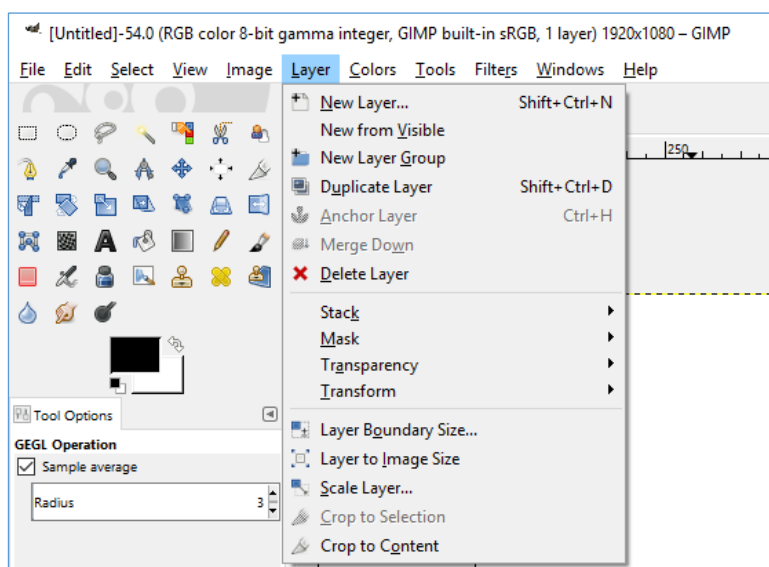 [Untitled]-54.0 (RGB color 8-bit gamma integer, GIMP built-in sRGB, 1 layer) 1920x1080 – GIMP
File Edit Select View Image Layer Colors Tools Filters Windows Help
New Layer... Shift+Ctrl+N
New from Visible
New Layer Group
Duplicate Layer Shift+Ctrl+D
Anchor Layer Ctrl+H
Merge Down
Delete Layer
Stack
Mask
Transparency
Transform
Layer Boundary Size...
Layer to Image Size
Scale Layer...
Crop to Selection
Crop to Content
250
Tool Options
GEGL Operation
Sample average
Radius 3